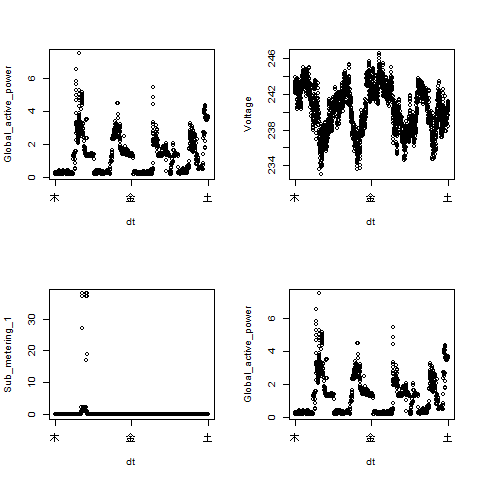 Global_active_power
0 2 4 6
木 金 土
dt
Voltage
234 238 242 246
木 金 土
dt
Sub_metering_1
0 10 20 30
木 金 土
dt
Global_active_power
0 2 4 6
木 金 土
dt